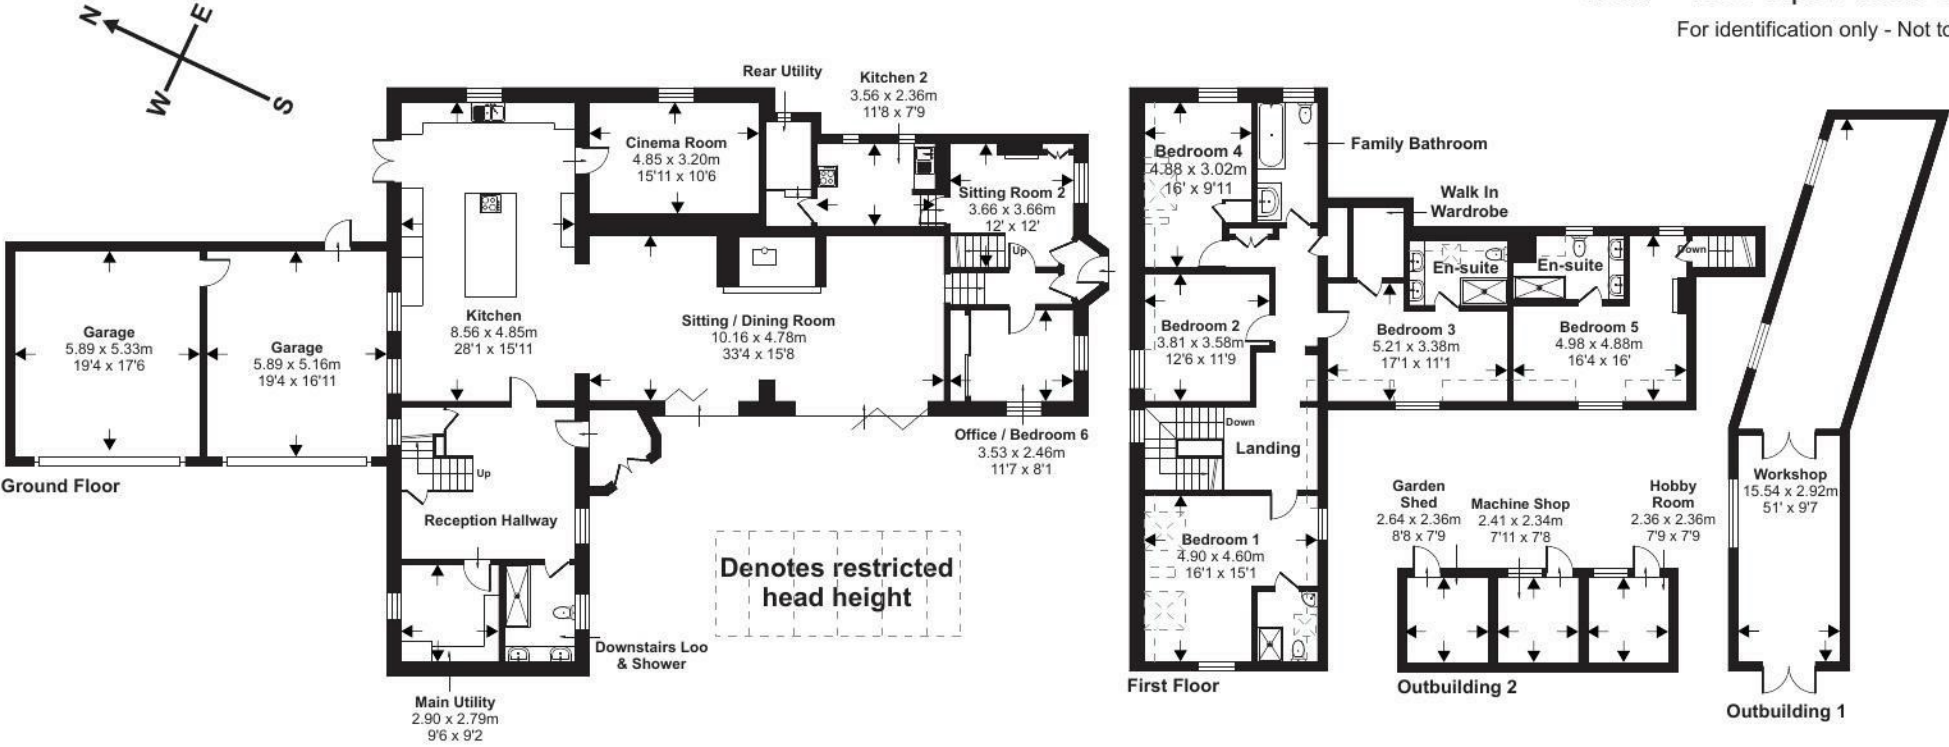 For identification only - Not to
N
E
W
S
Rear Utility
Kitchen 2
3.56 x 2.36m
11'8 x 7'9
Cinema Room
4.85 x 3.20m
15'11 x 10'6
Sitting Room 2
3.66 x 3.66m
12' x 12'
Up
Kitchen
8.56 x 4.85m
28'1 x 15'11
Sitting / Dining Room
10.16 x 4.78m
33'4 x 15'8
Garage
5.89 x 5.33m
19'4 x 17'6
Garage
5.89 x 5.16m
19'4 x 16'11
Office / Bedroom 6
3.53 x 2.46m
11'7 x 8'1
Up
Ground Floor
Reception Hallway
Denotes restricted
head height
Downstairs Loo
& Shower
Main Utility
2.90 x 2.79m
9'6 x 9'2
Bedroom 4
4.88 x 3.02m
16' x 9'11
Family Bathroom
Walk In
Wardrobe
En-suite
En-suite
Down
Bedroom 2
3.81 x 3.58m
12'6 x 11'9
Bedroom 3
5.21 x 3.38m
17'1 x 11'1
Bedroom 5
4.98 x 4.88m
16'4 x 16'
Down
Landing
Bedroom 1
4.90 x 4.60m
16'1 x 15'1
First Floor
Garden
Shed
2.64 x 2.36m
8'8 x 7'9
Machine Shop
2.41 x 2.34m
7'11 x 7'8
Hobby
Room
2.36 x 2.36m
7'9 x 7'9
Outbuilding 2
Workshop
15.54 x 2.92m
51' x 9'7
Outbuilding 1